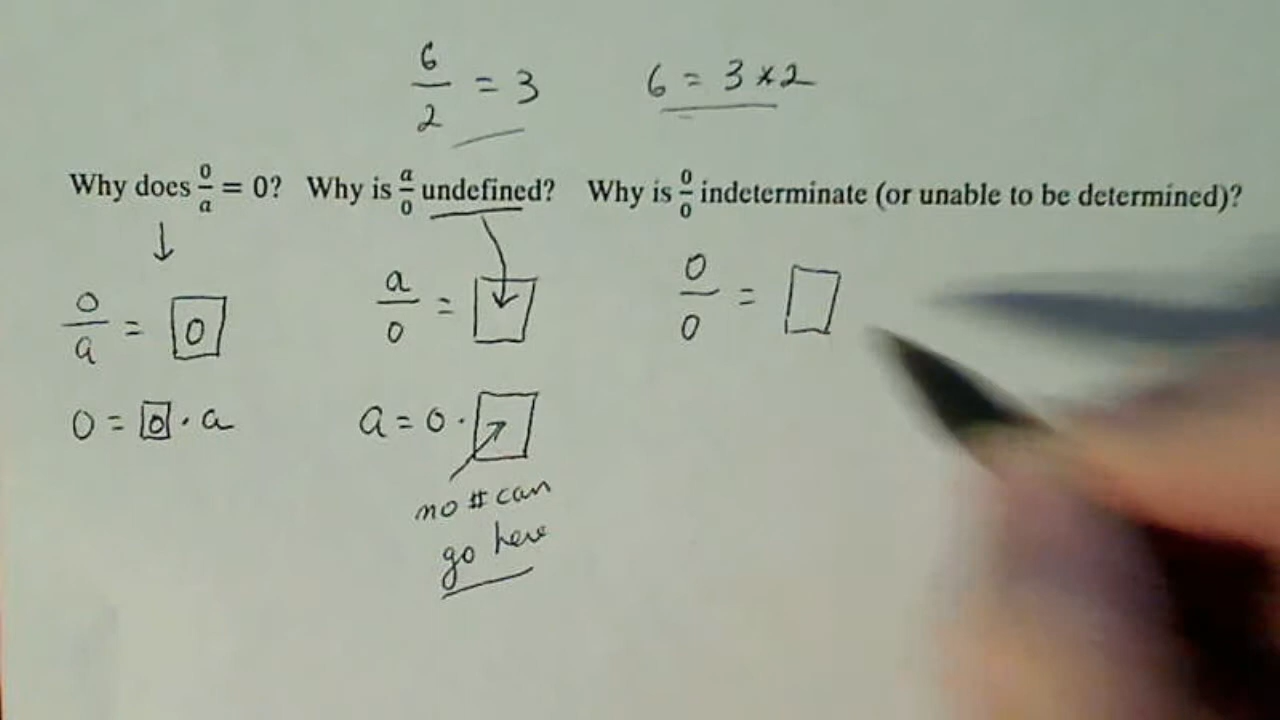 6/2 = 3
6 = 3 × 2
Why does 0/a = 0?
Why is a/0 undefined?
Why is 0/0 indeterminate (or unable to be determined)?
0/a = 0
0 = 0 · a
a/0 =
a = 0 ·
no # can
go here
0/0 =